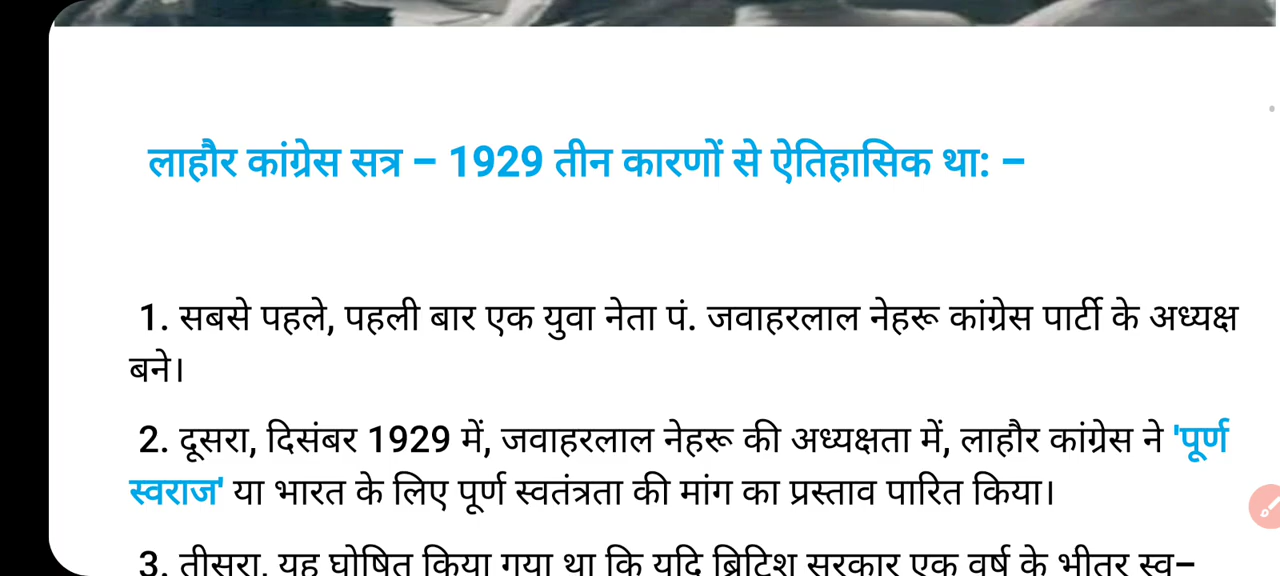 लाहौर कांग्रेस सत्र – 1929 तीन कारणों से ऐतिहासिक था: –
1. सबसे पहले, पहली बार एक युवा नेता पं. जवाहरलाल नेहरू कांग्रेस पार्टी के अध्यक्ष
बने।
2. दूसरा, दिसंबर 1929 में, जवाहरलाल नेहरू की अध्यक्षता में, लाहौर कांग्रेस ने 'पूर्ण
स्वराज' या भारत के लिए पूर्ण स्वतंत्रता की मांग का प्रस्ताव पारित किया।
3. तीसरा, यह घोषित किया गया था कि यदि ब्रिटिश सरकार एक वर्ष के भीतर स्व–